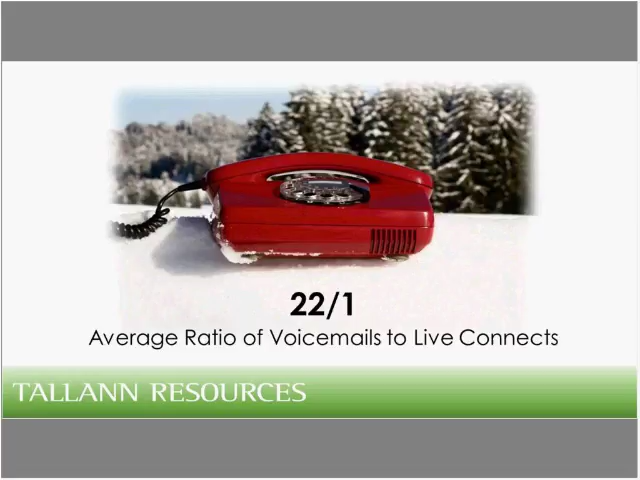 22/1
Average Ratio of Voicemails to Live Connects
TALLANN RESOURCES